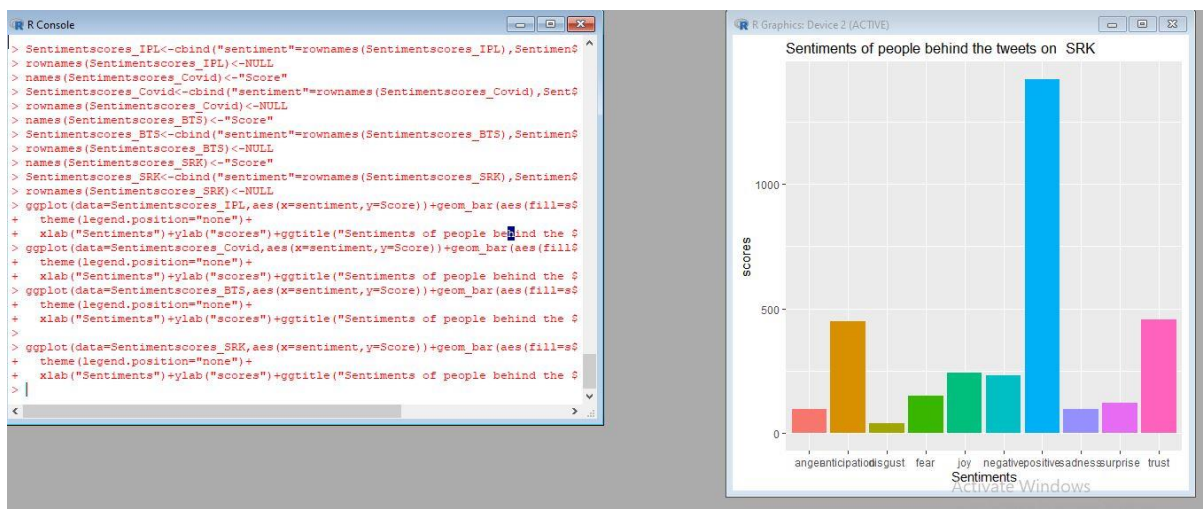 R Console
> Sentimentscores_IPL<-cbind("sentiment"=rownames(Sentimentscores_IPL),Sentimen$
> rownames(Sentimentscores_IPL)<-NULL
> names(Sentimentscores_Covid)<-"Score"
> Sentimentscores_Covid<-cbind("sentiment"=rownames(Sentimentscores_Covid),Sent$
> rownames(Sentimentscores_Covid)<-NULL
> names(Sentimentscores_BTS)<-"Score"
> Sentimentscores_BTS<-cbind("sentiment"=rownames(Sentimentscores_BTS),Sentimen$
> rownames(Sentimentscores_BTS)<-NULL
> names(Sentimentscores_SRK)<-"Score"
> Sentimentscores_SRK<-cbind("sentiment"=rownames(Sentimentscores_SRK),Sentimen$
> rownames(Sentimentscores_SRK)<-NULL
> ggplot(data=Sentimentscores_IPL,aes(x=sentiment,y=Score))+geom_bar(aes(fill=s$
+   theme(legend.position="none")+
+   xlab("Sentiments")+ylab("scores")+ggtitle("Sentiments of people behind the $
> ggplot(data=Sentimentscores_Covid,aes(x=sentiment,y=Score))+geom_bar(aes(fill$
+   theme(legend.position="none")+
+   xlab("Sentiments")+ylab("scores")+ggtitle("Sentiments of people behind the $
> ggplot(data=Sentimentscores_BTS,aes(x=sentiment,y=Score))+geom_bar(aes(fill=s$
+   theme(legend.position="none")+
+   xlab("Sentiments")+ylab("scores")+ggtitle("Sentiments of people behind the $
>
> ggplot(data=Sentimentscores_SRK,aes(x=sentiment,y=Score))+geom_bar(aes(fill=s$
+   theme(legend.position="none")+
+   xlab("Sentiments")+ylab("scores")+ggtitle("Sentiments of people behind the $
>
R Graphics: Device 2 (ACTIVE)
Sentiments of people behind the tweets on  SRK
1000
500
0
scores
anger anticipation disgust fear joy negative positive sadness surprise trust
Sentiments
Activate Windows